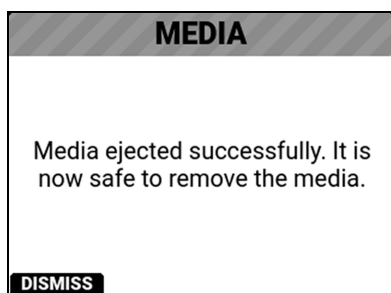 MEDIA
Media ejected successfully. It is
now safe to remove the media.
DISMISS